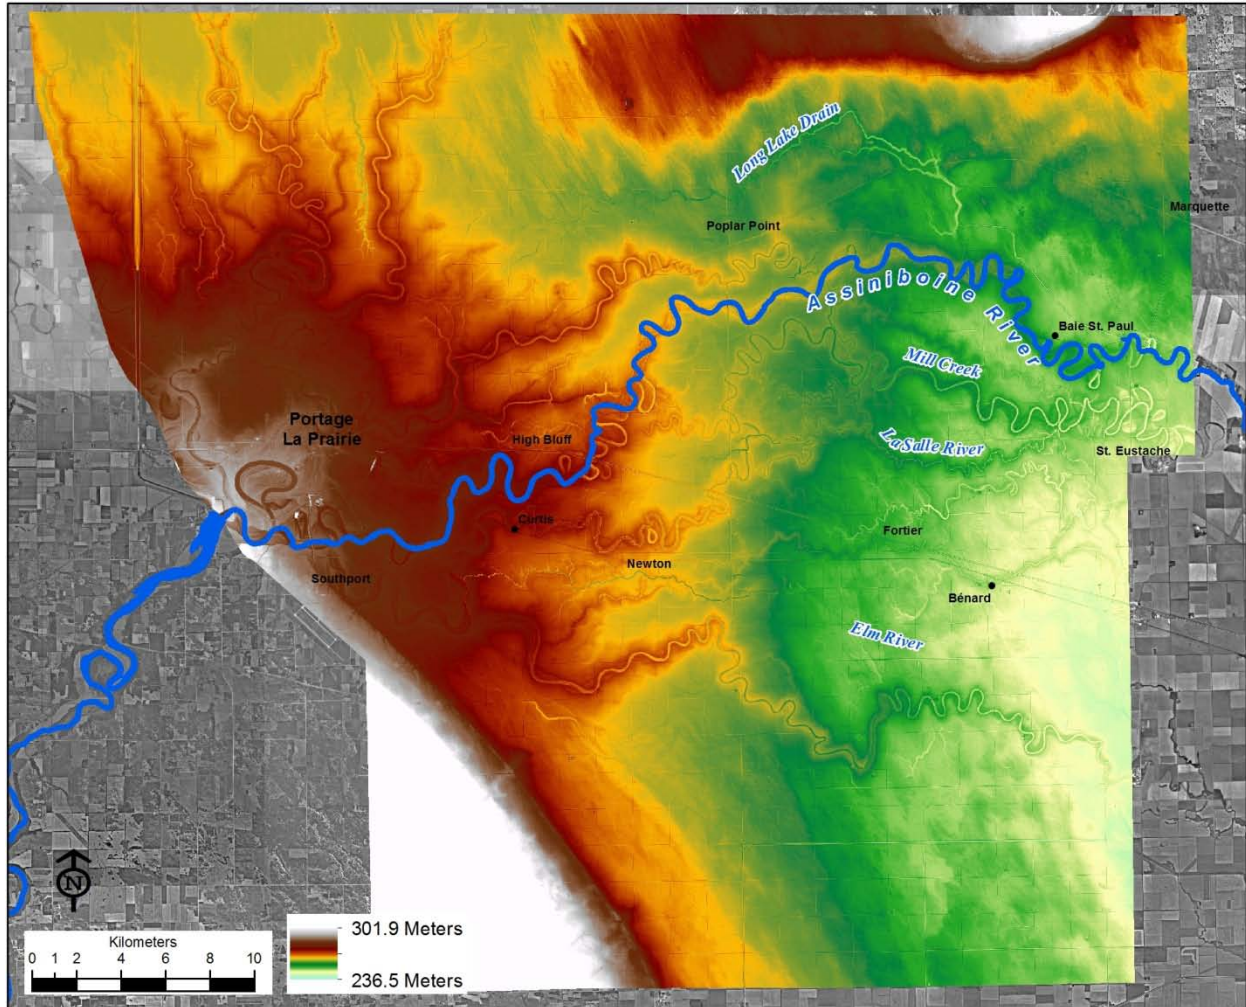 Long Lake Drain
Marquette
Poplar Point
Assiniboine River
Baie St. Paul
Mill Creek
Portage
La Prairie
High Bluff
La Salle River
St. Eustache
Curtis
Fortier
Newton
Southport
Bénard
Elm River
N
Kilometers
0 1 2 4 6 8 10
301.9 Meters
236.5 Meters